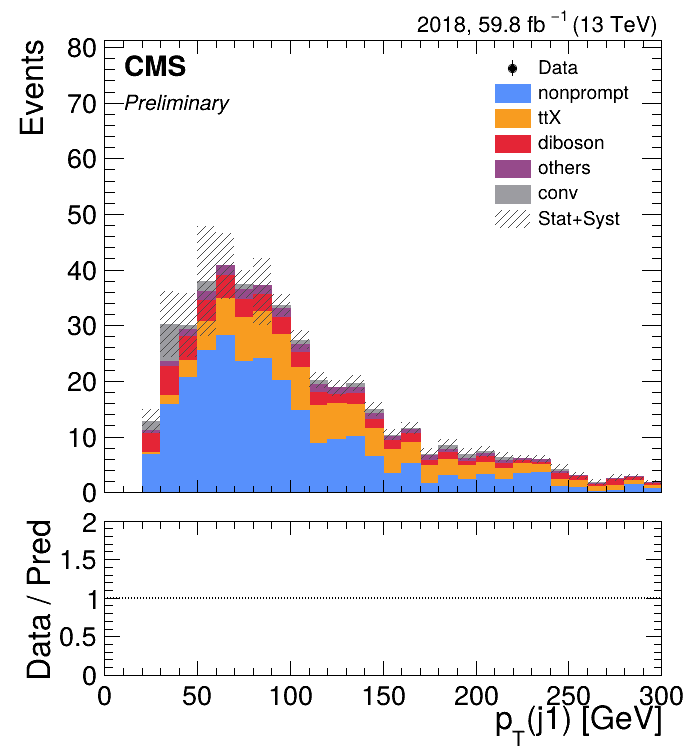 2018, 59.8 fb⁻¹ (13 TeV)
Events
80
70
60
50
40
30
20
10
0
CMS
Preliminary
Data
nonprompt
ttX
diboson
others
conv
Stat+Syst
Data / Pred
2
1.5
1
0.5
0
0 50 100 150 200 250 300
p_T(j1) [GeV]